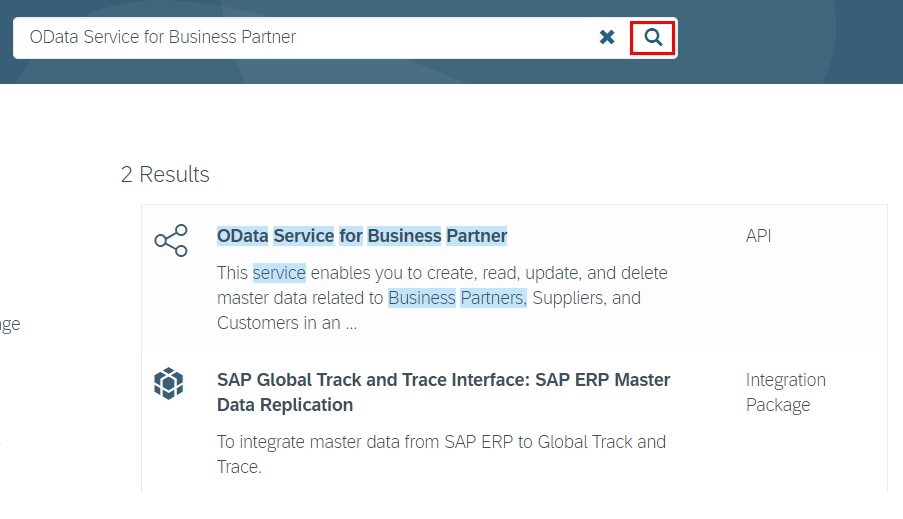 OData Service for Business Partner
2 Results
OData Service for Business Partner
API
This service enables you to create, read, update, and delete
master data related to Business Partners, Suppliers, and
Customers in an ...
SAP Global Track and Trace Interface: SAP ERP Master
Data Replication
Integration
Package
To integrate master data from SAP ERP to Global Track and
Trace.